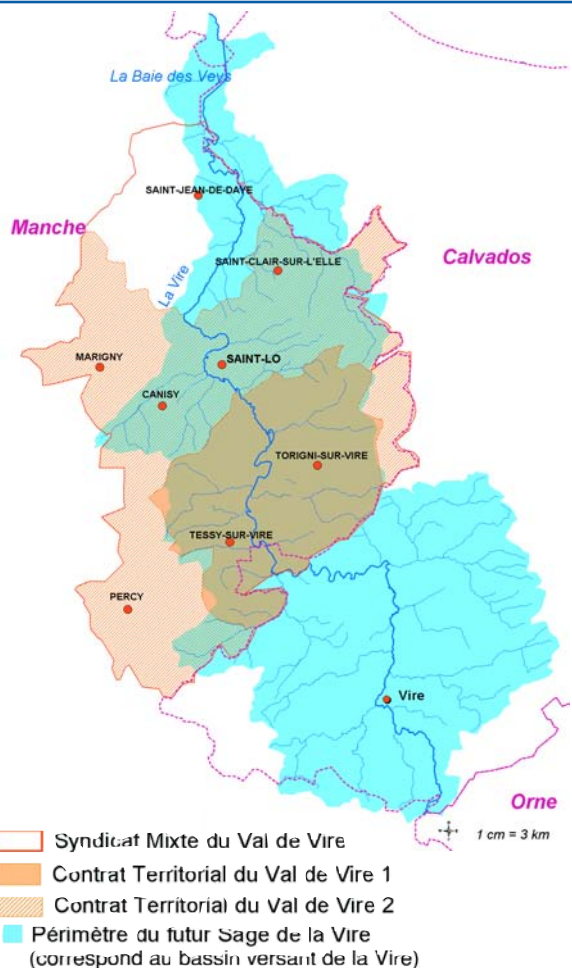 La Baie des Veys
SAINT-JEAN-DE-DAYE
Manche
Calvados
SAINT-CLAIR-SUR-L'ELLE
La Vire
MARIGNY
SAINT-LO
CANISY
TORIGNI-SUR-VIRE
TESSY-SUR-VIRE
PERCY
Vire
Orne
1 cm = 3 km
Syndicat Mixte du Val de Vire
Contrat Territorial du Val de Vire 1
Contrat Territorial du Val de Vire 2
Périmètre du futur Sage de la Vire
(correspond au bassin versant de la Vire)